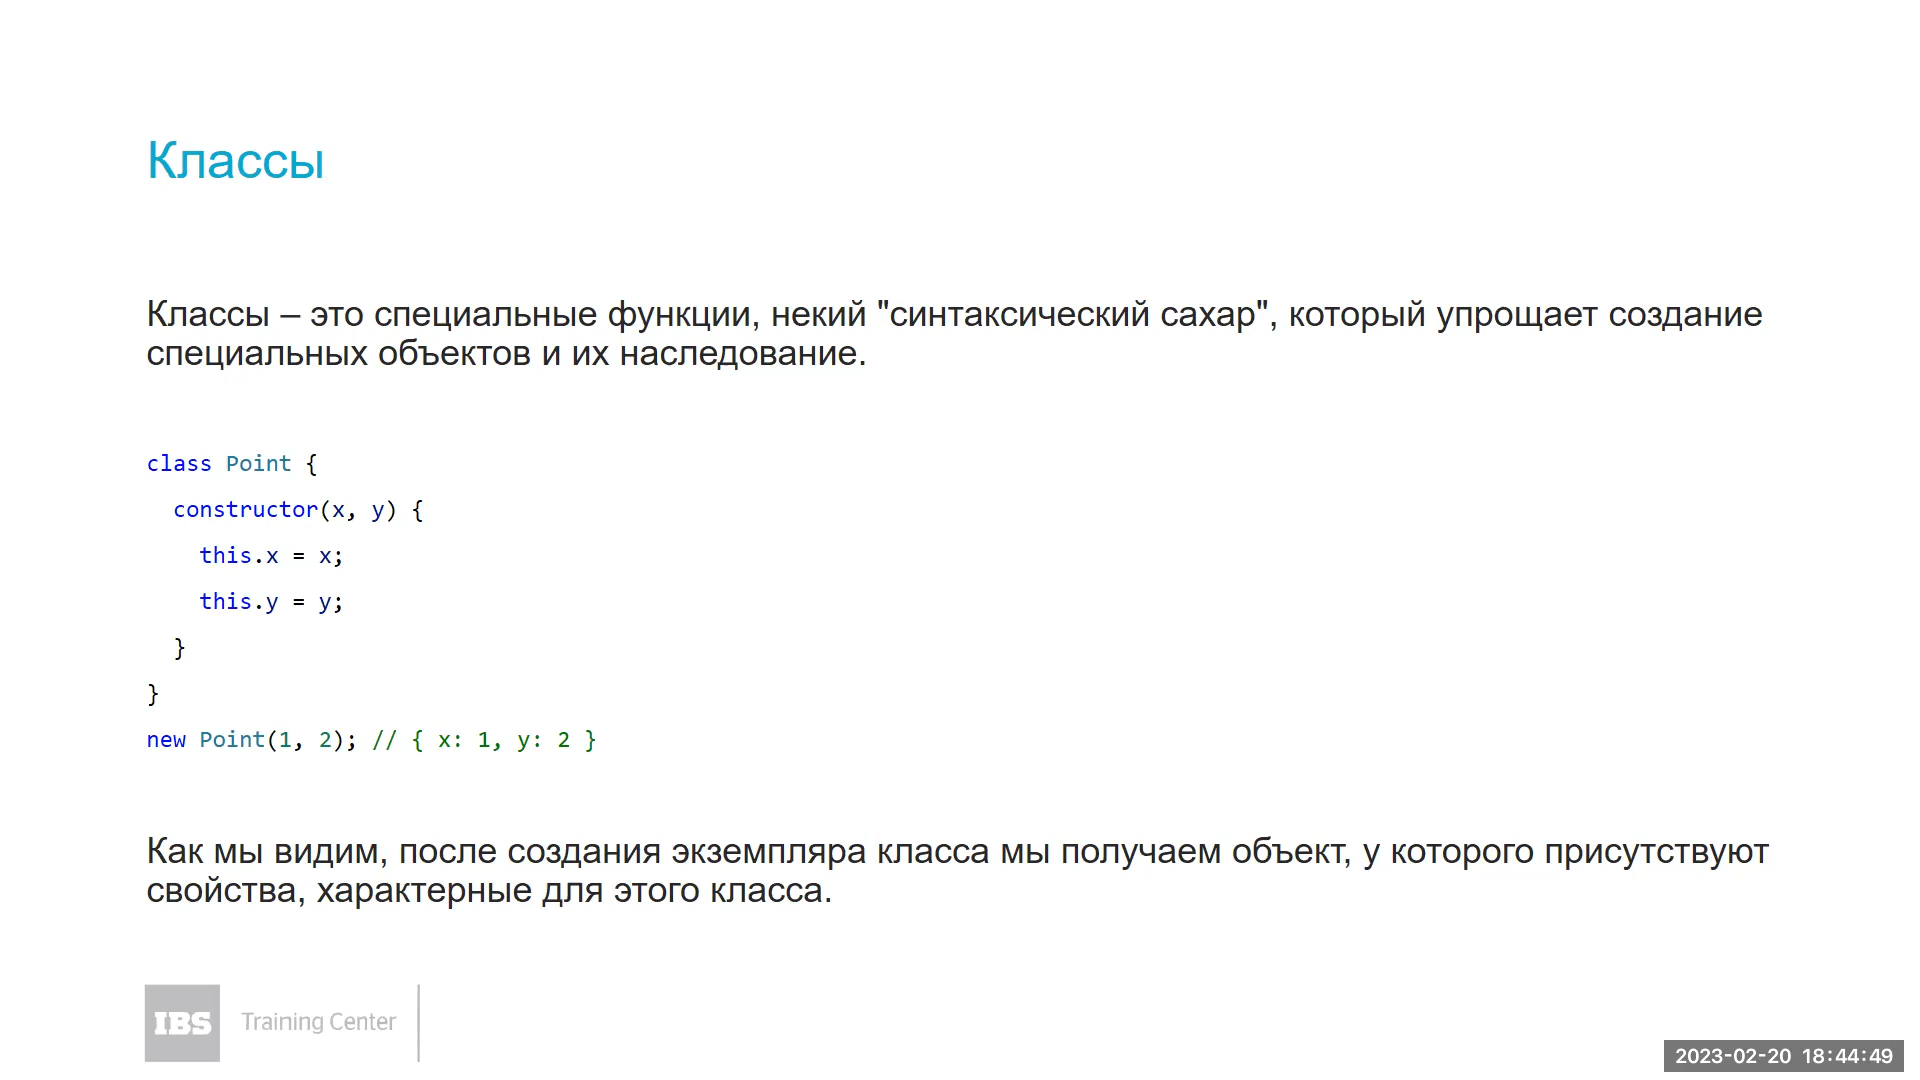 Классы
Классы – это специальные функции, некий "синтаксический сахар", который упрощает создание
специальных объектов и их наследование.
class Point {
  constructor(x, y) {
    this.x = x;
    this.y = y;
  }
}
new Point(1, 2); // { x: 1, y: 2 }
Как мы видим, после создания экземпляра класса мы получаем объект, у которого присутствуют
свойства, характерные для этого класса.
IBS Training Center
2023-02-20 18:44:49